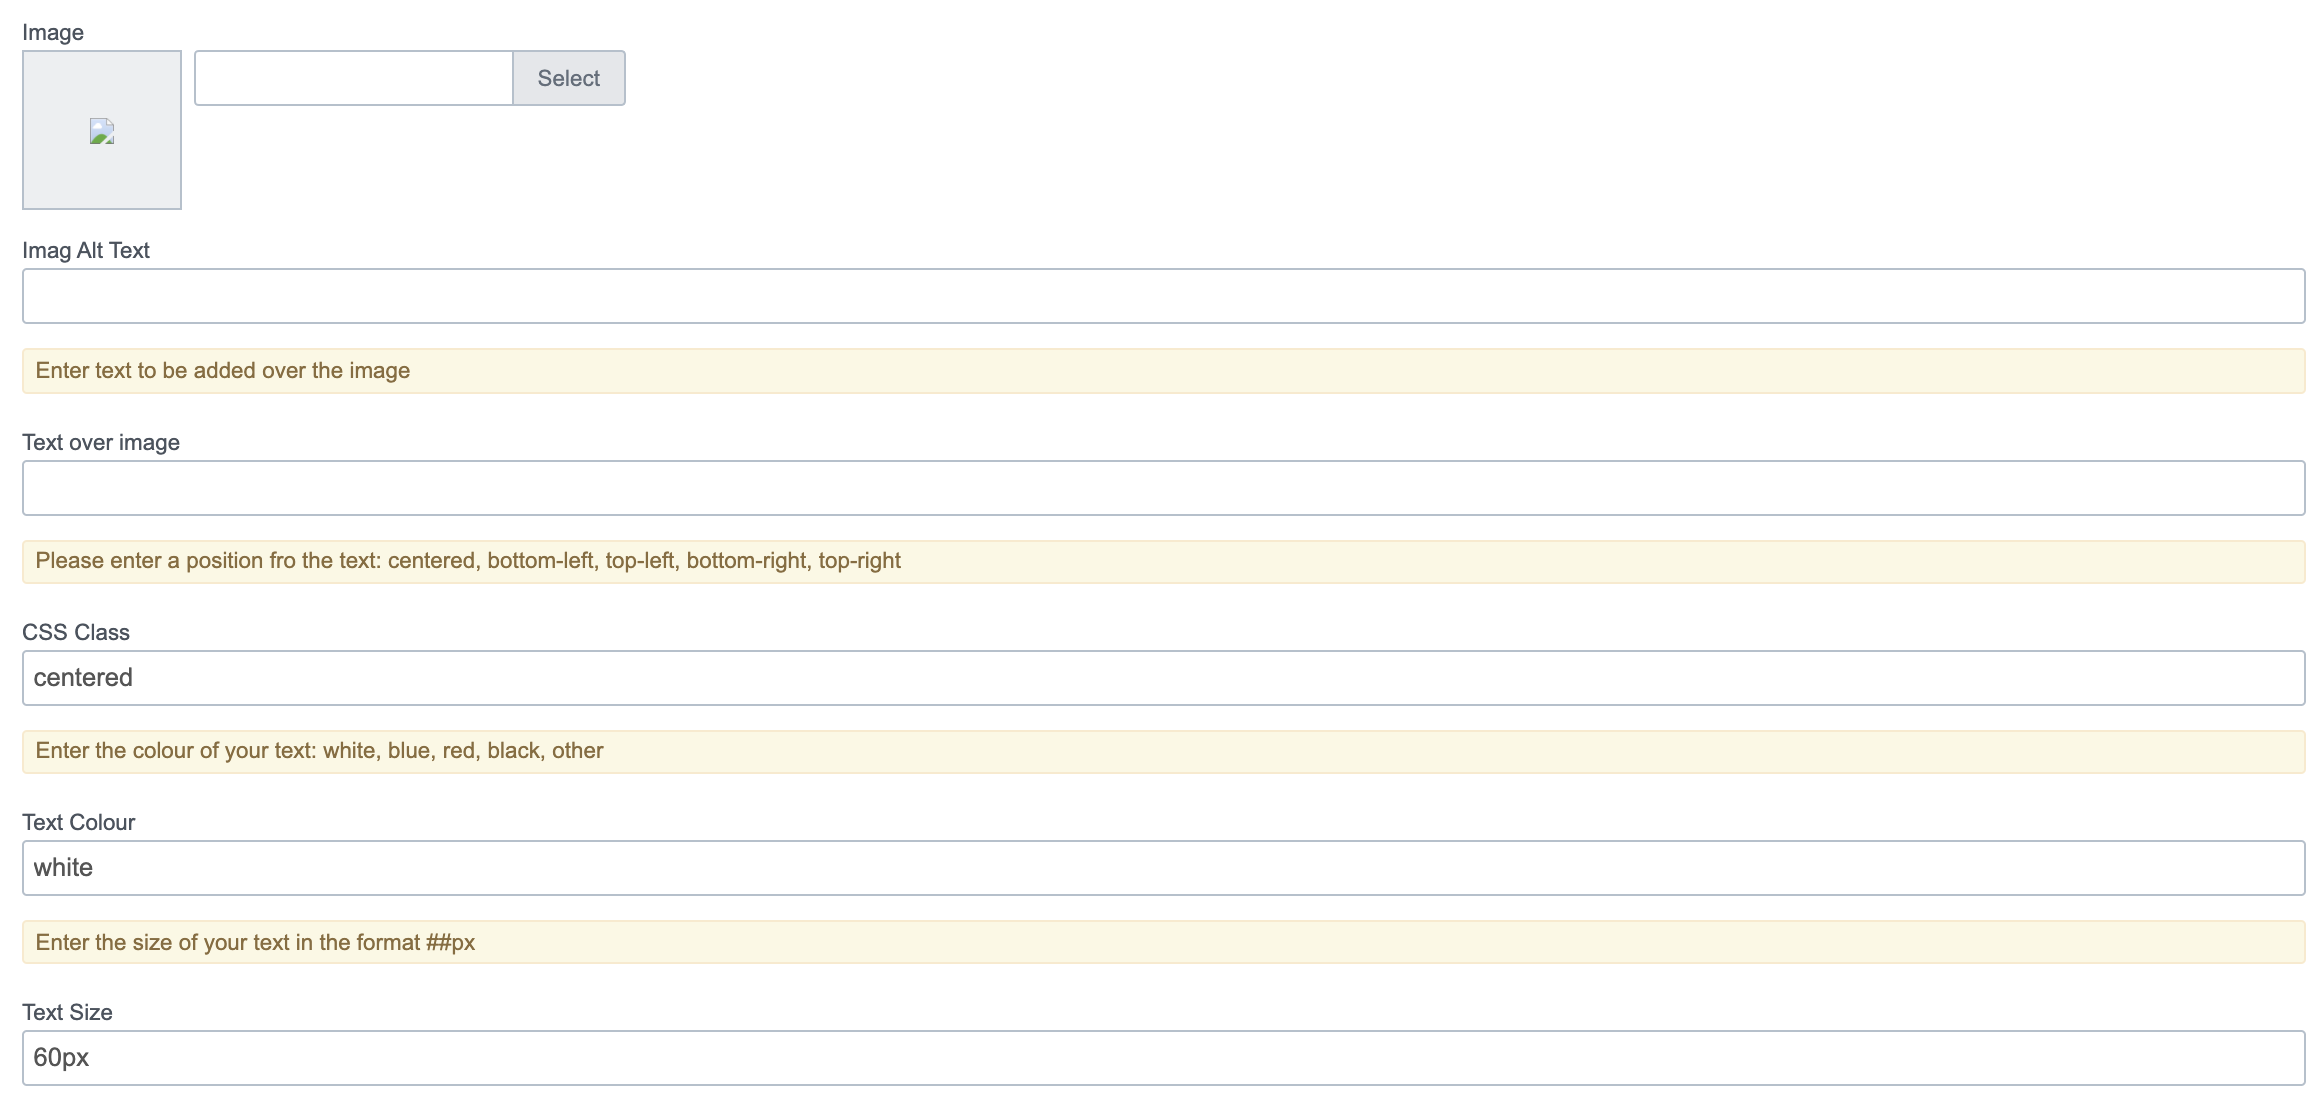 Image
Select
Imag Alt Text
Enter text to be added over the image
Text over image
Please enter a position fro the text: centered, bottom-left, top-left, bottom-right, top-right
CSS Class
centered
Enter the colour of your text: white, blue, red, black, other
Text Colour
white
Enter the size of your text in the format ##px
Text Size
60px